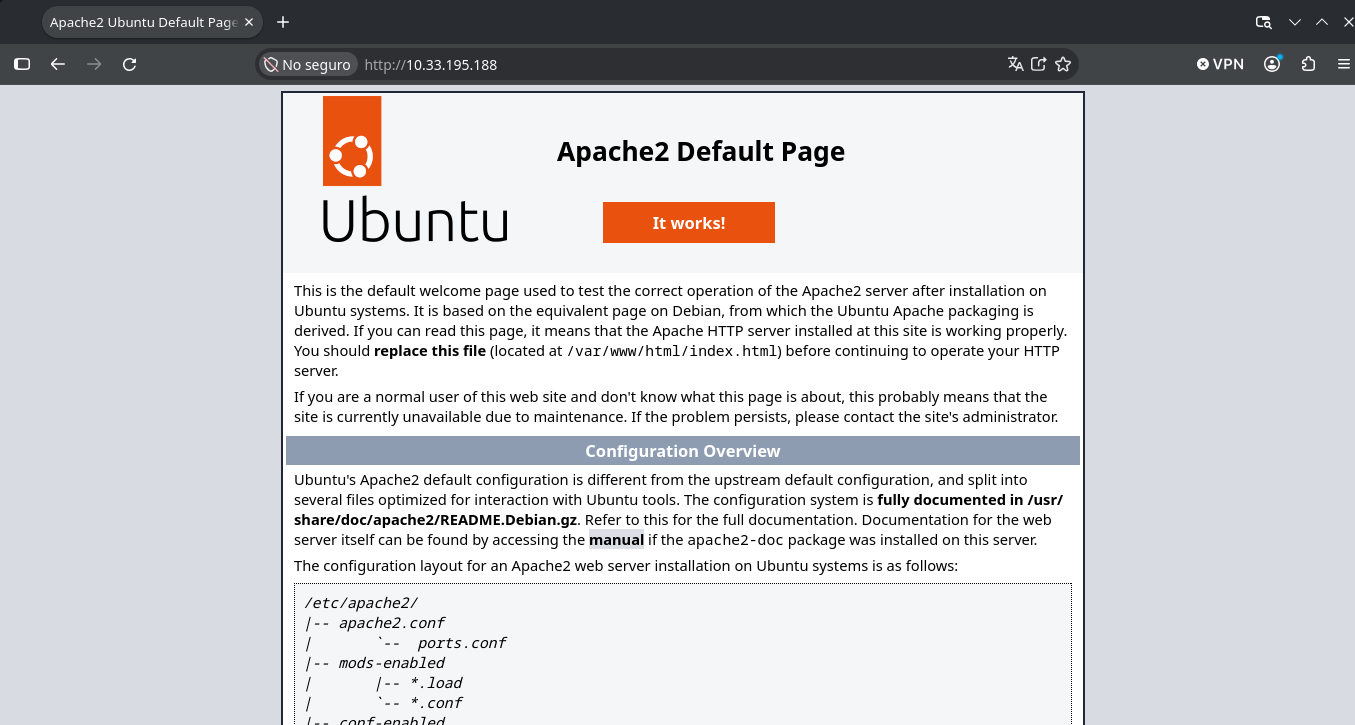 Apache2 Ubuntu Default Page
No seguro
http://10.33.195.188
VPN
Ubuntu
Apache2 Default Page
It works!
This is the default welcome page used to test the correct operation of the Apache2 server after installation on
Ubuntu systems. It is based on the equivalent page on Debian, from which the Ubuntu Apache packaging is
derived. If you can read this page, it means that the Apache HTTP server installed at this site is working properly.
You should replace this file (located at /var/www/html/index.html) before continuing to operate your HTTP
server.
If you are a normal user of this web site and don't know what this page is about, this probably means that the
site is currently unavailable due to maintenance. If the problem persists, please contact the site's administrator.
Configuration Overview
Ubuntu's Apache2 default configuration is different from the upstream default configuration, and split into
several files optimized for interaction with Ubuntu tools. The configuration system is fully documented in /usr/
share/doc/apache2/README.Debian.gz. Refer to this for the full documentation. Documentation for the web
server itself can be found by accessing the manual if the apache2-doc package was installed on this server.
The configuration layout for an Apache2 web server installation on Ubuntu systems is as follows:
/etc/apache2/
|-- apache2.conf
|       `--  ports.conf
|-- mods-enabled
|       |-- *.load
|       `-- *.conf
|-- conf-enabled